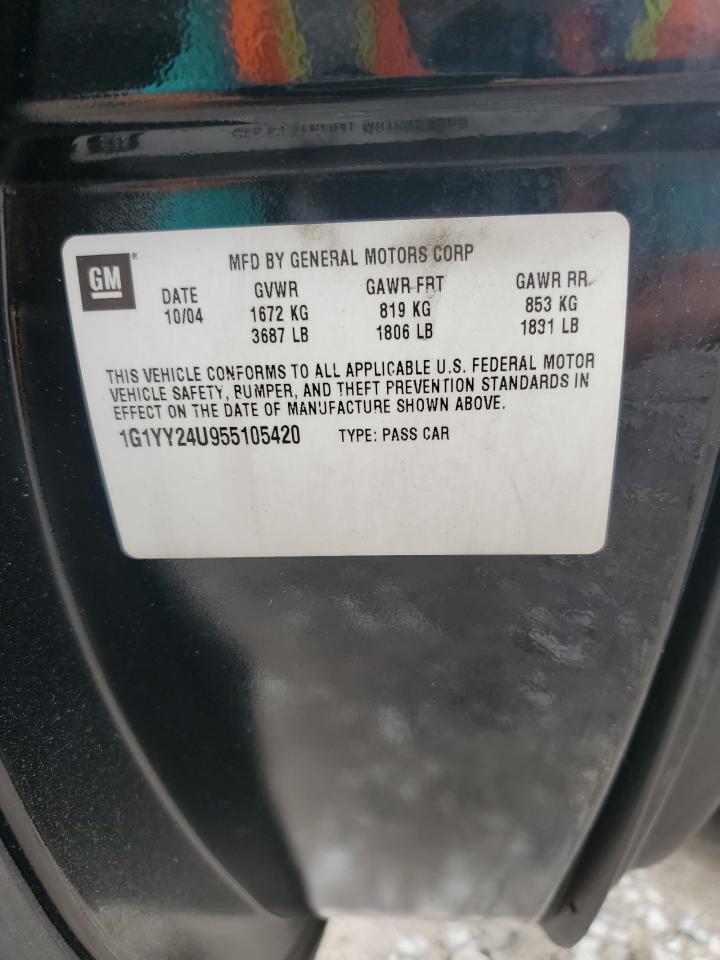 GM
MFD BY GENERAL MOTORS CORP
DATE GVWR GAWR FRT GAWR RR
10/04 1672 KG 819 KG 853 KG
3687 LB 1806 LB 1881 LB
THIS VEHICLE CONFORMS TO ALL APPLICABLE U.S. FEDERAL MOTOR
VEHICLE SAFETY, BUMPER, AND THEFT PREVENTION STANDARDS IN
EFFECT ON THE DATE OF MANUFACTURE SHOWN ABOVE.
1G1YY24U955105420 TYPE: PASS CAR